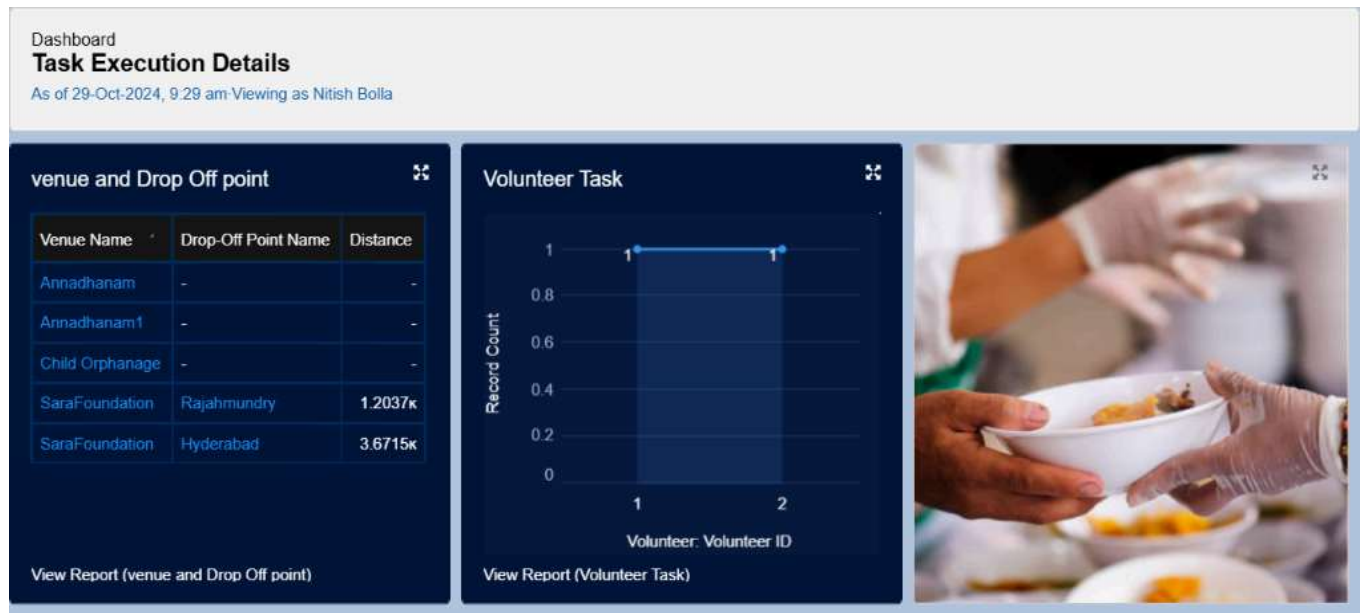 Dashboard
Task Execution Details
As of 29-Oct-2024, 9:29 am·Viewing as Nitish Bolla
venue and Drop Off point
Venue Name Drop-Off Point Name Distance
Annadhanam - -
Annadhanam1 - -
Child Orphanage - -
SaraFoundation Rajahmundry 1.2037K
SaraFoundation Hyderabad 3.6715K
View Report (venue and Drop Off point)
Volunteer Task
Record Count
1
0.8
0.6
0.4
0.2
0
1 1
1 2
Volunteer: Volunteer ID
View Report (Volunteer Task)